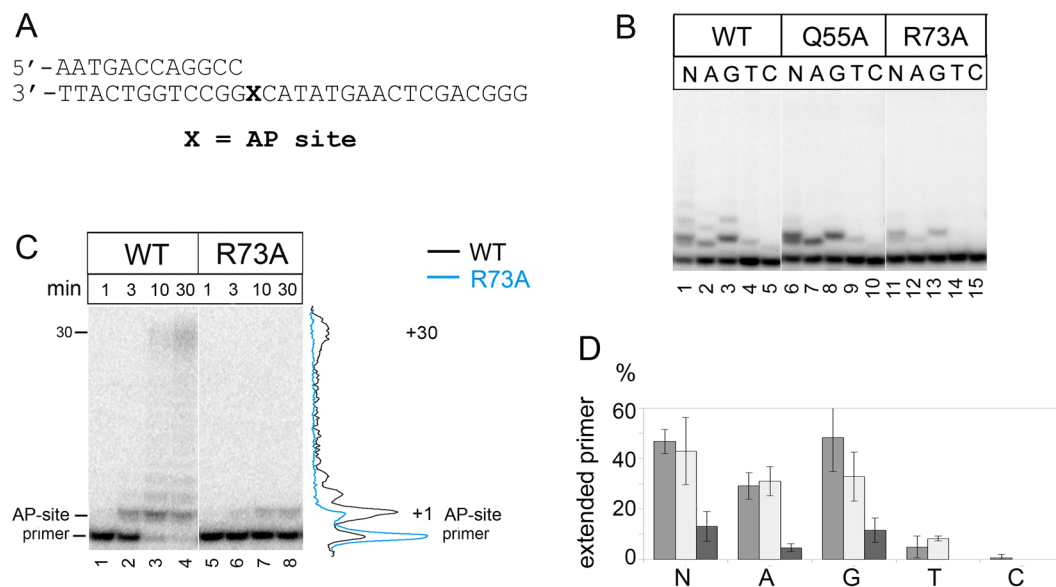 A
5′-AATGACCAGGCC
3′-TTACTGGTCCGGXCATATGAACTCGACGGG
X = AP site
B
WT Q55A R73A
N A G T C N A G T C N A G T C
1 2 3 4 5 6 7 8 9 10 11 12 13 14 15
C
WT R73A
min 1 3 10 30 1 3 10 30
WT
R73A
30
+30
AP-site
+1 AP-site
primer
primer
1 2 3 4 5 6 7 8
D
%
extended primer
60
40
20
0
N A G T C